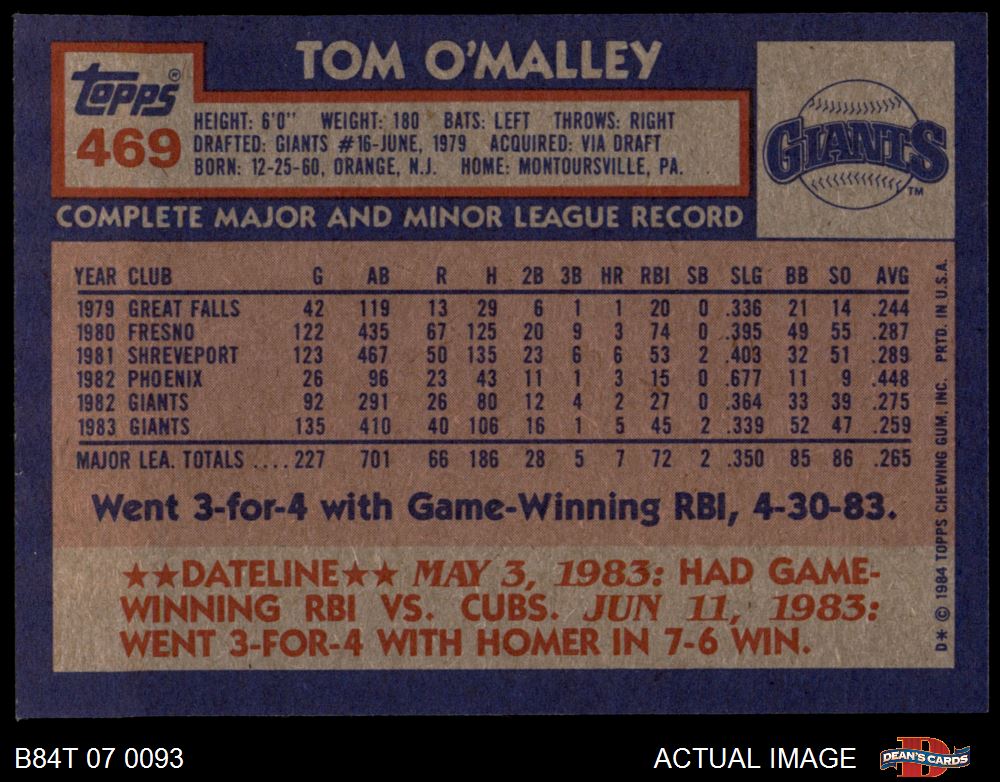 TOM O'MALLEY
Topps®
469
HEIGHT: 6'0" WEIGHT: 180 BATS: LEFT THROWS: RIGHT
DRAFTED: GIANTS #16-JUNE, 1979 ACQUIRED: VIA DRAFT
BORN: 12-25-60, ORANGE, N.J. HOME: MONTOURSVILLE, PA.
GIANTS
TM
COMPLETE MAJOR AND MINOR LEAGUE RECORD
YEAR CLUB G AB R H 2B 3B HR RBI SB SLG BB SO AVG
1979 GREAT FALLS 42 119 13 29 6 1 1 20 0 .336 21 14 .244
1980 FRESNO 122 435 67 125 20 9 3 74 0 .395 49 55 .287
1981 SHREVEPORT 123 467 50 135 23 6 6 53 2 .403 32 51 .289
1982 PHOENIX 26 96 23 43 11 1 3 15 0 .677 11 9 .448
1982 GIANTS 92 291 26 80 12 4 2 27 0 .364 33 39 .275
1983 GIANTS 135 410 40 106 16 1 5 45 2 .339 52 47 .259
MAJOR LEA. TOTALS ....227 701 66 186 28 5 7 72 2 .350 85 86 .265
Went 3-for-4 with Game-Winning RBI, 4-30-83.
★★DATELINE★★ MAY 3, 1983: HAD GAME-
WINNING RBI VS. CUBS. JUN 11, 1983:
WENT 3-FOR-4 WITH HOMER IN 7-6 WIN.
D* © 1984 TOPPS CHEWING GUM, INC. PRTD. IN U.S.A.
B84T 07 0093
ACTUAL IMAGE
DEAN'S CARDS